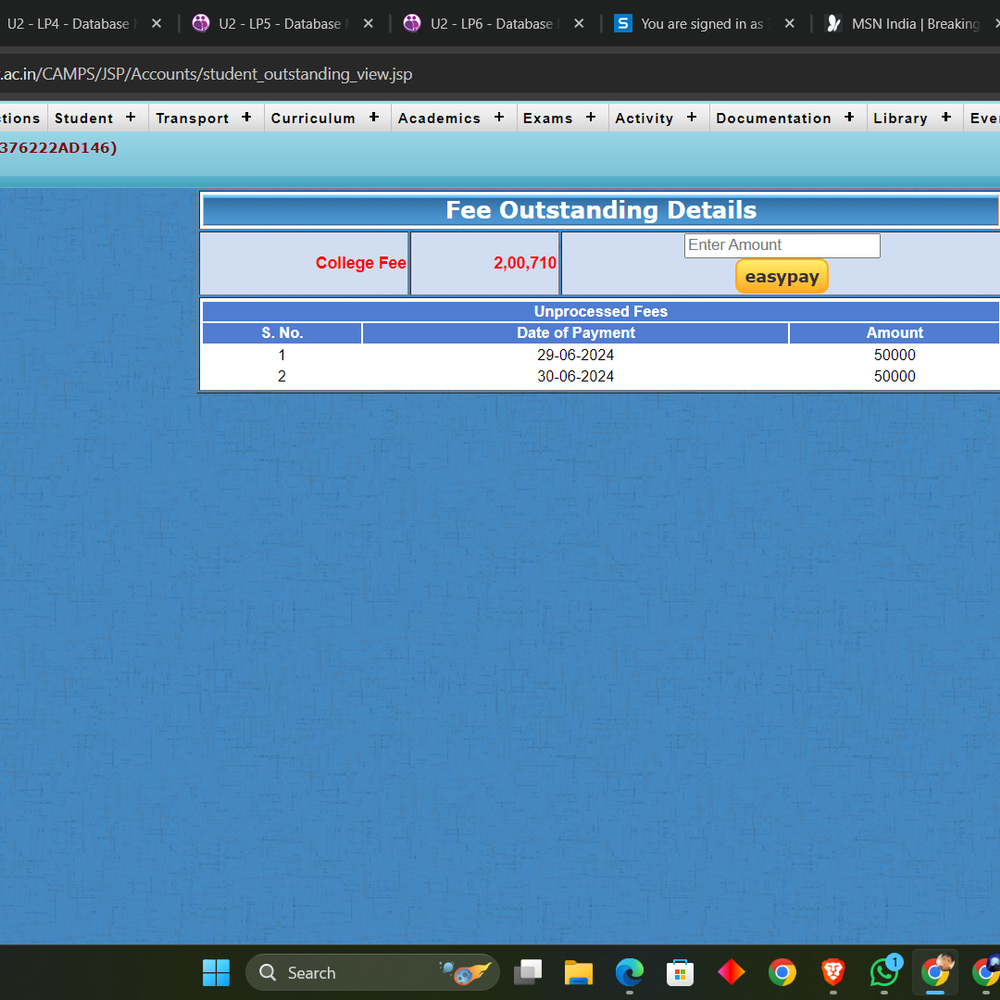 U2 - LP4 - Database
U2 - LP5 - Database
U2 - LP6 - Database
You are signed in as
MSN India | Breaking
.ac.in/CAMPS/JSP/Accounts/student_outstanding_view.jsp
Student + Transport + Curriculum + Academics + Exams + Activity + Documentation + Library +
376222AD146)
Fee Outstanding Details
College Fee 2,00,710 Enter Amount
easypay
Unprocessed Fees
S. No. Date of Payment Amount
1 29-06-2024 50000
2 30-06-2024 50000
Search
1